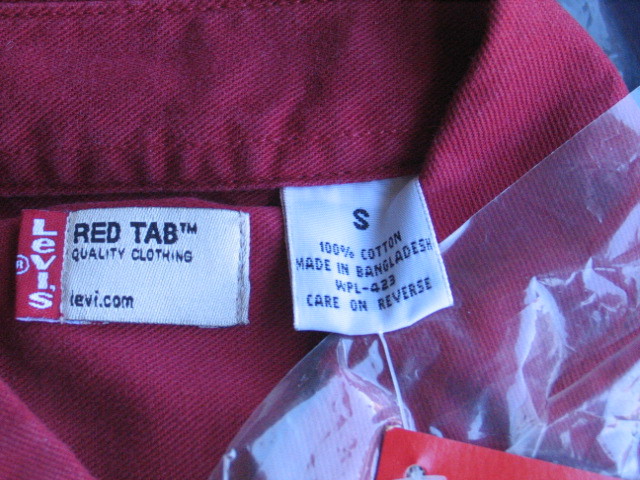 Levi's
®
RED TAB™
QUALITY CLOTHING
levi.com
S
100% COTTON
MADE IN BANGLADESH
WPL-423
CARE ON REVERSE